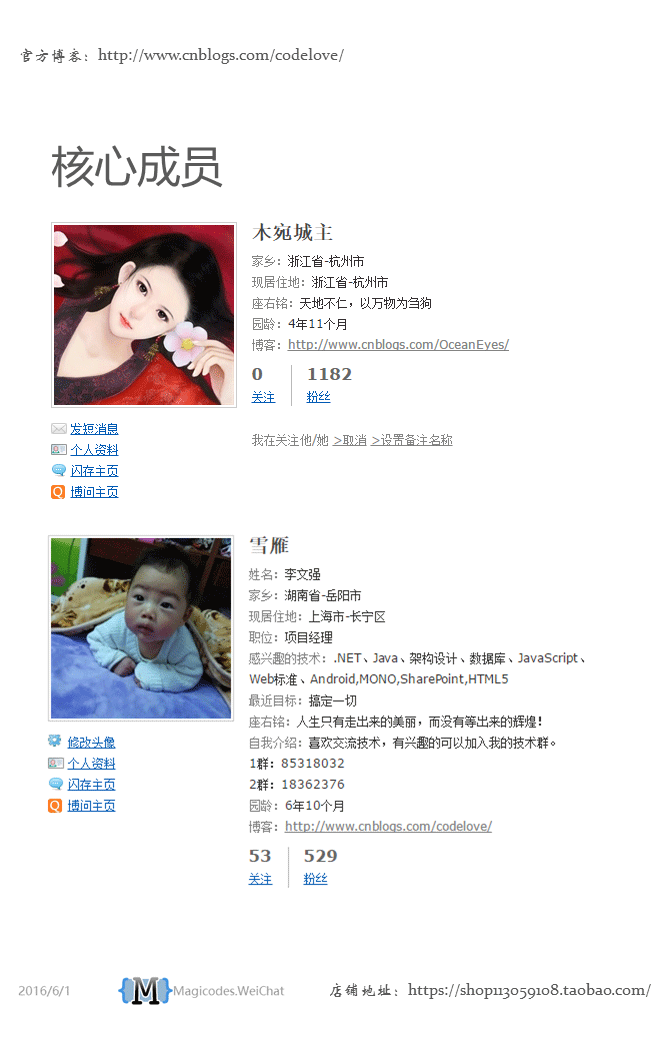 官方博客：http://www.cnblogs.com/codelove/
核心成员
木宛城主
家乡：浙江省-杭州市
现居住地：浙江省-杭州市
座右铭：天地不仁，以万物为刍狗
园龄：4年11个月
博客：http://www.cnblogs.com/OceanEyes/
0 1182
关注 粉丝
发短消息
我在关注他/她 >取消 >设置备注名称
个人资料
闪存主页
博问主页
雪雁
姓名：李文强
家乡：湖南省-岳阳市
现居住地：上海市-长宁区
职位：项目经理
感兴趣的技术：.NET、Java、架构设计、数据库、JavaScript、
Web标准、Android,MONO,SharePoint,HTML5
最近目标：搞定一切
座右铭：人生只有走出来的美丽，而没有等出来的辉煌！
自我介绍：喜欢交流技术，有兴趣的可以加入我的技术群。
1群：85318032
2群：18362376
园龄：6年10个月
博客：http://www.cnblogs.com/codelove/
53 529
关注 粉丝
修改头像
个人资料
闪存主页
博问主页
2016/6/1 {M} Magicodes.WeiChat 店铺地址：https://shop113059108.taobao.com/